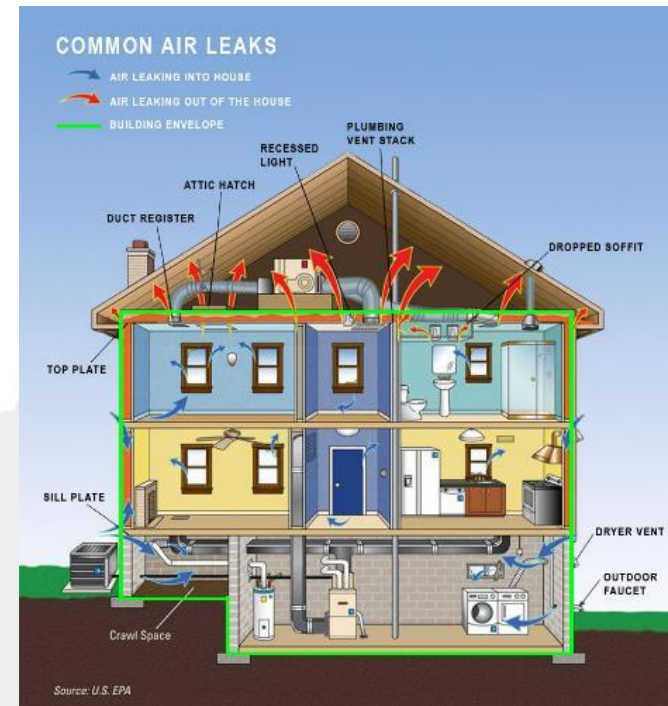 COMMON AIR LEAKS
AIR LEAKING INTO HOUSE
AIR LEAKING OUT OF THE HOUSE
BUILDING ENVELOPE
PLUMBING
VENT STACK
RECESSED
LIGHT
ATTIC HATCH
DUCT REGISTER
DROPPED SOFFIT
TOP PLATE
SILL PLATE
DRYER VENT
OUTDOOR
FAUCET
Crawl Space
Source: U.S. EPA